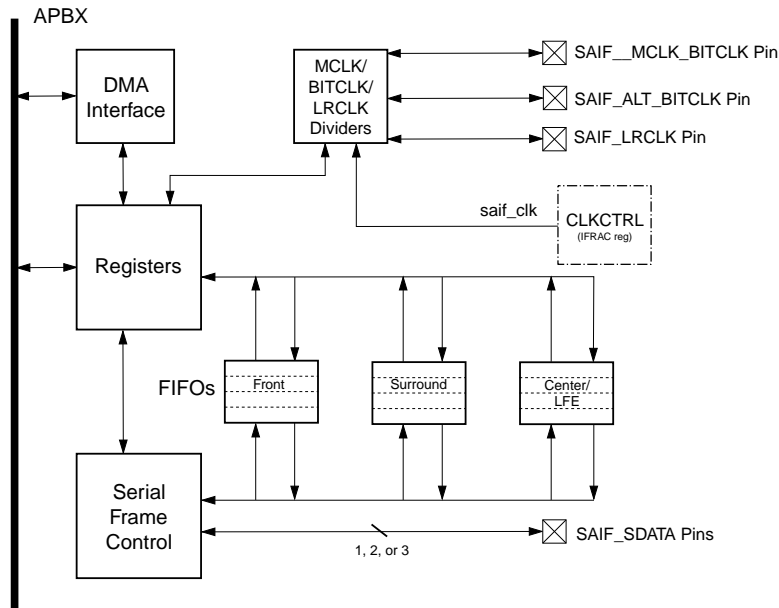 APBX
DMA
Interface
MCLK/
BITCLK/
LRCLK
Dividers
SAIF__MCLK_BITCLK Pin
SAIF_ALT_BITCLK Pin
SAIF_LRCLK Pin
saif_clk
CLKCTRL
(IFRAC reg)
Registers
FIFOs
Front
Surround
Center/
LFE
Serial
Frame
Control
1, 2, or 3
SAIF_SDATA Pins